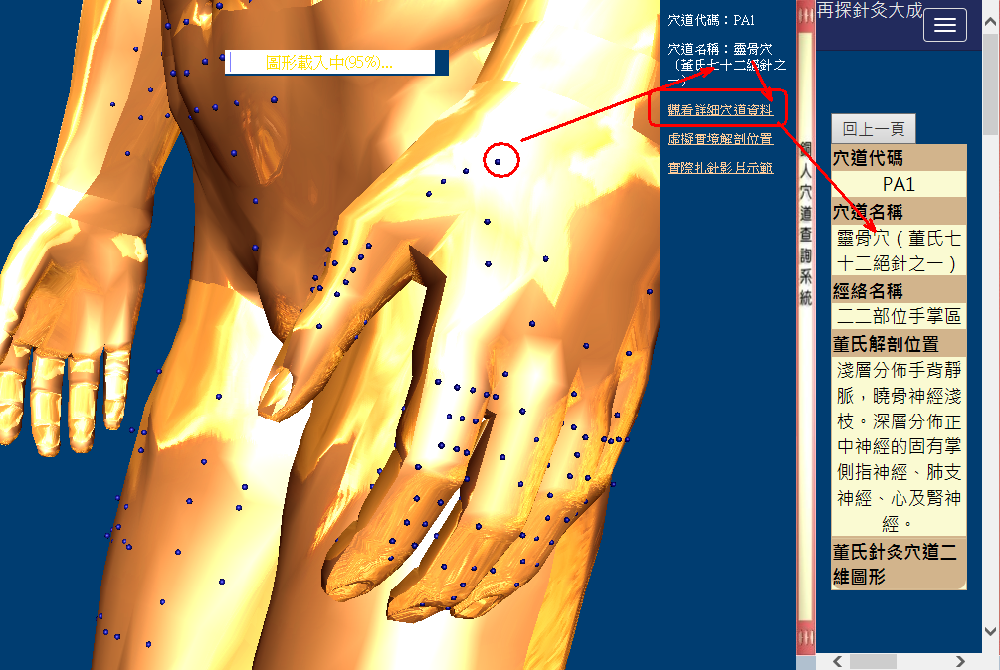 圖形載入中(95%)...
穴道代碼：PA1
穴道名稱：靈骨穴
（董氏七十二絕針之
一）
觀看詳細穴道資料
虛擬實境解剖位置
實際扎針影片示範
銅人穴道查詢系統
再探針灸大成
回上一頁
穴道代碼
PA1
穴道名稱
靈骨穴（董氏七
十二絕針之一）
經絡名稱
二二部位手掌區
董氏解剖位置
淺層分佈手背靜
脈，曉骨神經淺
枝。深層分佈正
中神經的固有掌
側指神經、肺支
神經、心及腎神
經。
董氏針灸穴道二
維圖形